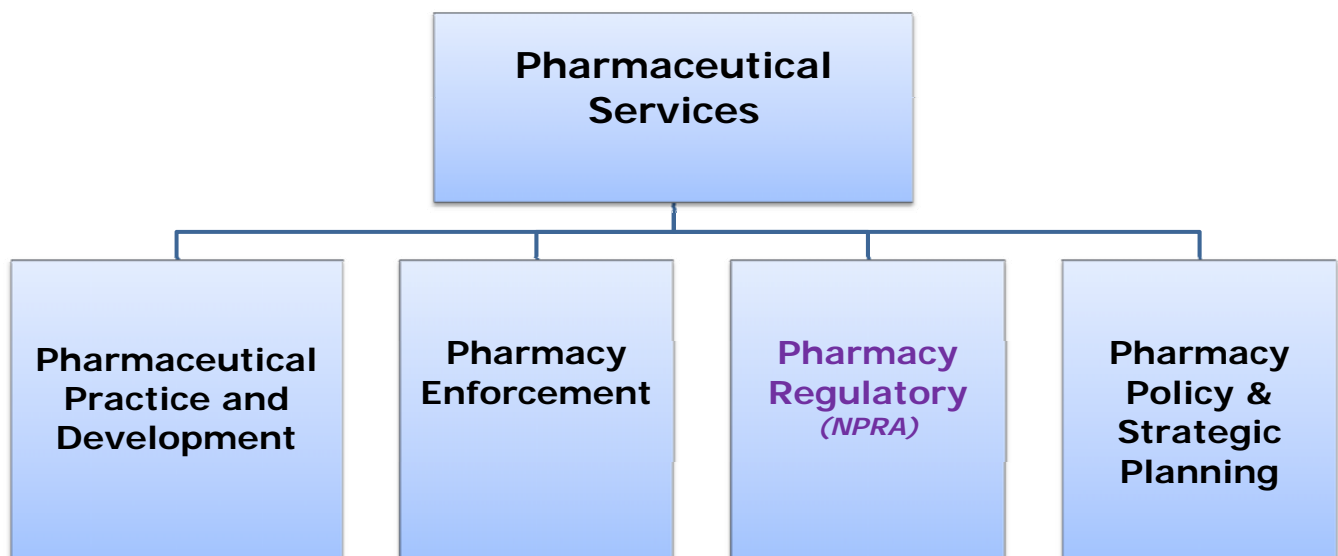 Pharmaceutical
Services
Pharmaceutical
Practice and
Development
Pharmacy
Enforcement
Pharmacy
Regulatory
(NPRA)
Pharmacy
Policy &
Strategic
Planning